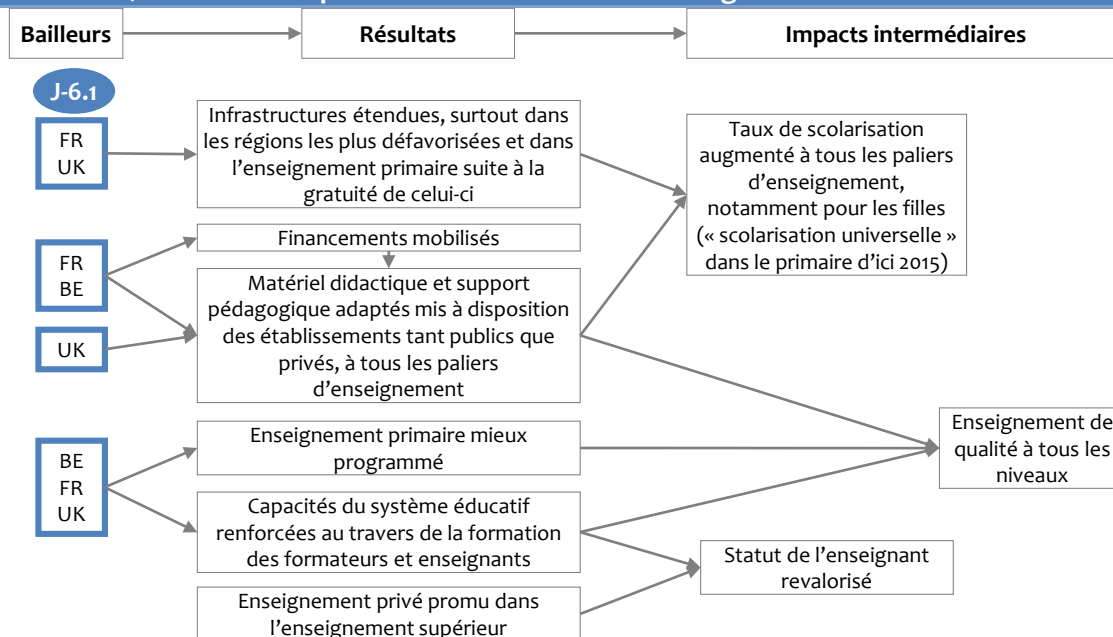 Bailleurs
Résultats
Impacts intermédiaires
J-6.1
FR
UK
Infrastructures étendues, surtout dans
les régions les plus défavorisées et dans
l'enseignement primaire suite à la
gratuité de celui-ci
Taux de scolarisation
augmenté à tous les paliers
d'enseignement,
notamment pour les filles
(« scolarisation universelle »
dans le primaire d'ici 2015)
FR
BE
Financements mobilisés
Matériel didactique et support
pédagogique adaptés mis à disposition
des établissements tant publics que
privés, à tous les paliers
d'enseignement
UK
BE
FR
UK
Enseignement primaire mieux
programmé
Enseignement de
qualité à tous les
niveaux
Capacités du système éducatif
renforcées au travers de la formation
des formateurs et enseignants
Statut de l'enseignant
revalorisé
Enseignement privé promu dans
l'enseignement supérieur